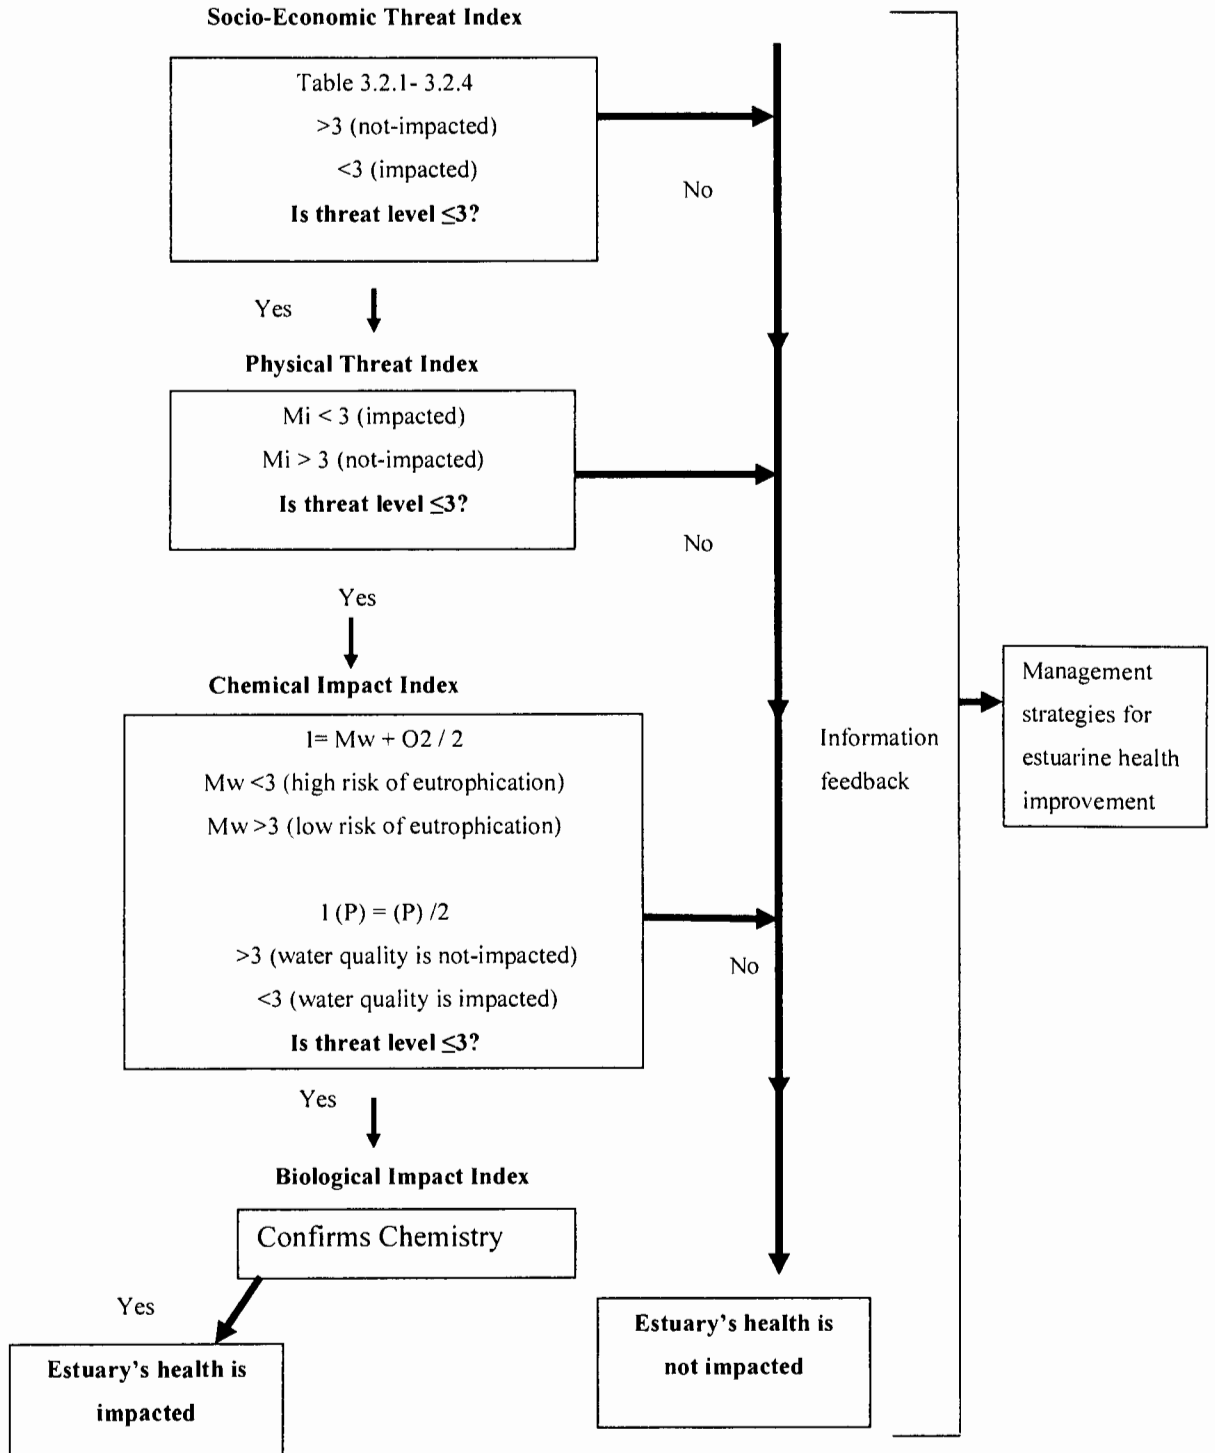 Socio-Economic Threat Index
Table 3.2.1- 3.2.4
>3 (not-impacted)
<3 (impacted)
Is threat level ≤3?
No
Yes
Physical Threat Index
Mi < 3 (impacted)
Mi > 3 (not-impacted)
Is threat level ≤3?
No
Yes
Chemical Impact Index
1= Mw + O2 / 2
Mw <3 (high risk of eutrophication)
Mw >3 (low risk of eutrophication)
1 (P) = (P) /2
>3 (water quality is not-impacted)
<3 (water quality is impacted)
Is threat level ≤3?
No
Information
feedback
Management
strategies for
estuarine health
improvement
Yes
Biological Impact Index
Confirms Chemistry
Yes
Estuary's health is
impacted
Estuary's health is
not impacted